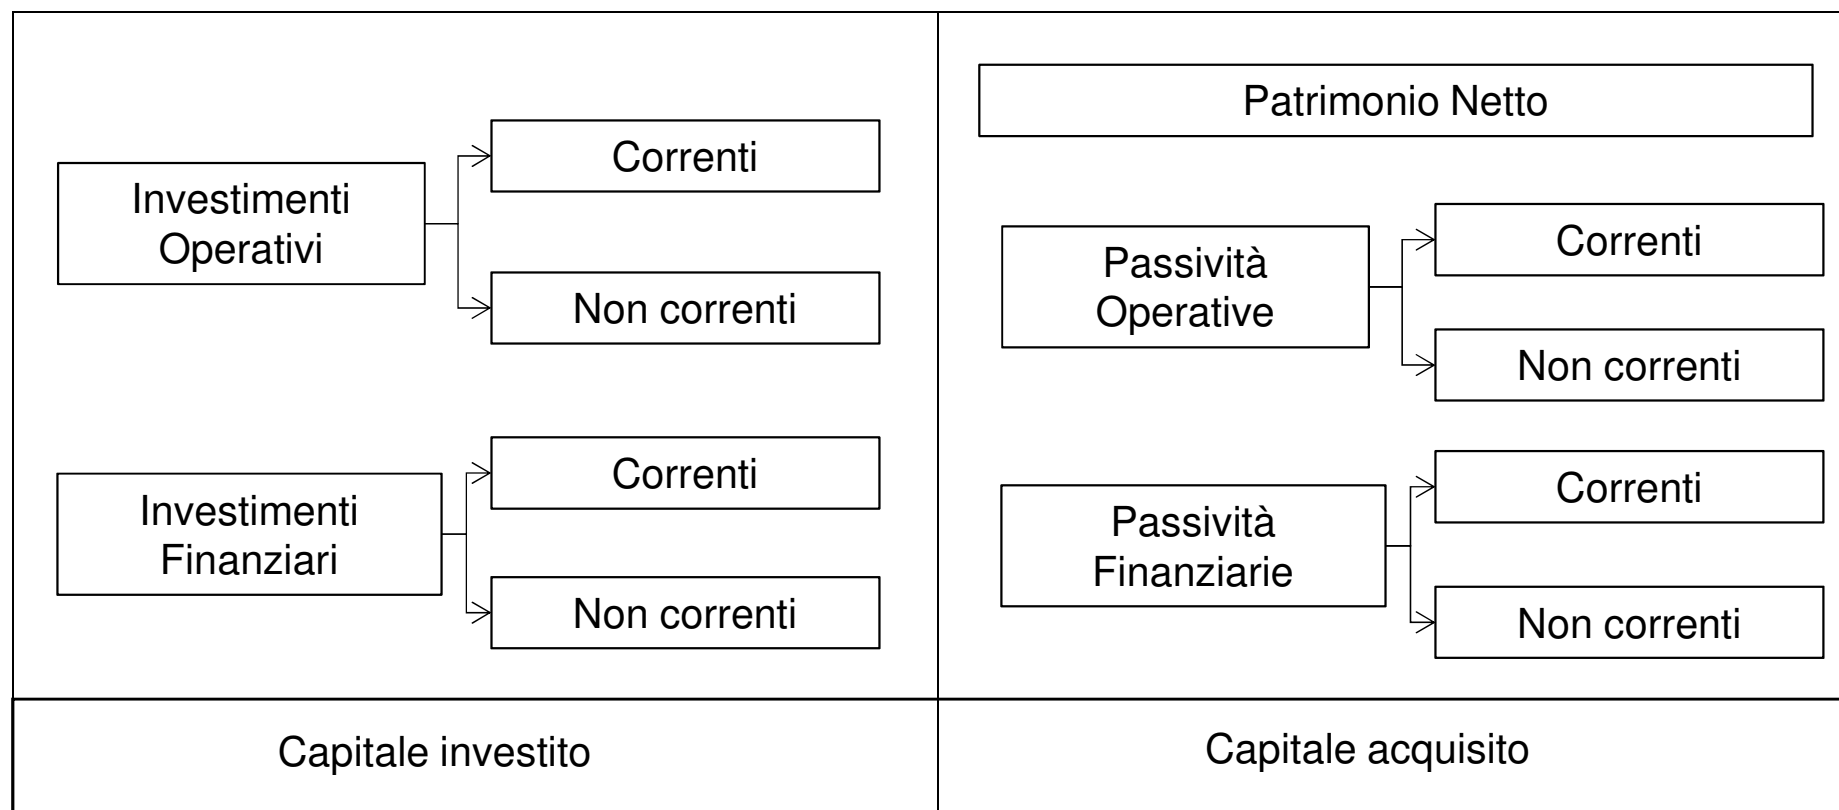 Investimenti
Operativi
Correnti
Non correnti
Investimenti
Finanziari
Correnti
Non correnti
Capitale investito
Patrimonio Netto
Passività
Operative
Correnti
Non correnti
Passività
Finanziarie
Correnti
Non correnti
Capitale acquisito